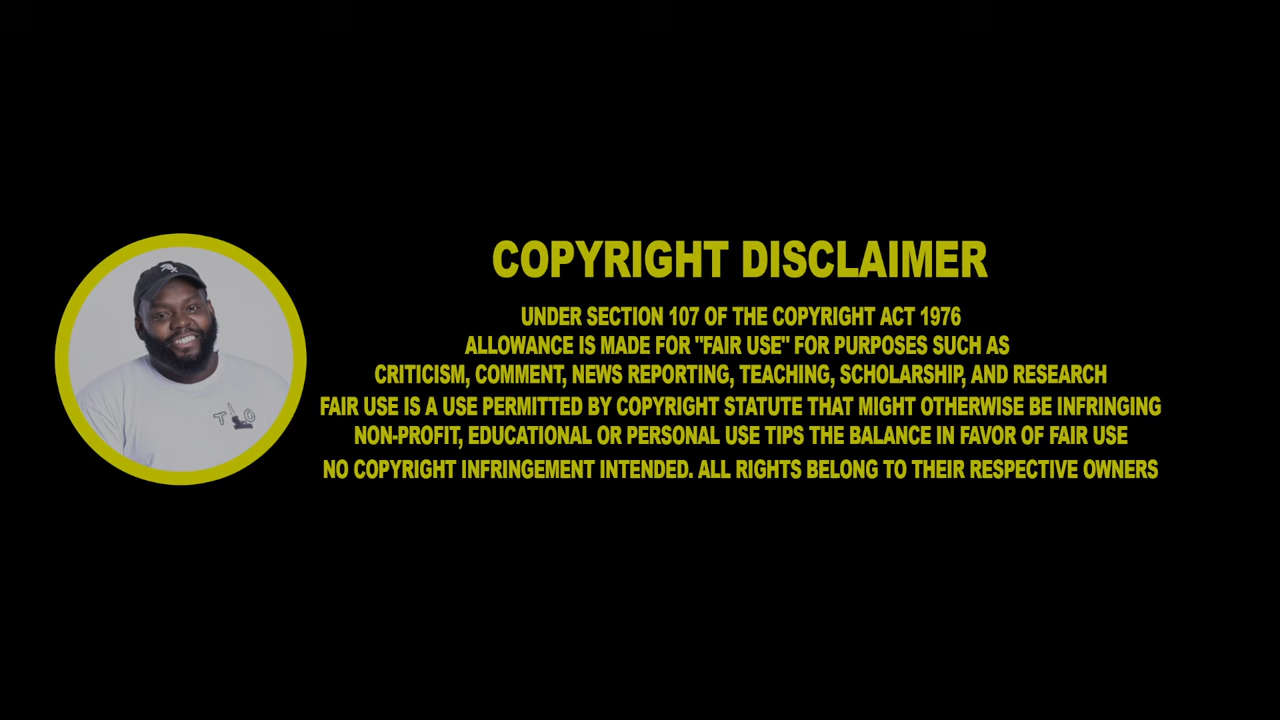 COPYRIGHT DISCLAIMER
UNDER SECTION 107 OF THE COPYRIGHT ACT 1976
ALLOWANCE IS MADE FOR "FAIR USE" FOR PURPOSES SUCH AS
CRITICISM, COMMENT, NEWS REPORTING, TEACHING, SCHOLARSHIP, AND RESEARCH
FAIR USE IS A USE PERMITTED BY COPYRIGHT STATUTE THAT MIGHT OTHERWISE BE INFRINGING
NON-PROFIT, EDUCATIONAL OR PERSONAL USE TIPS THE BALANCE IN FAVOR OF FAIR USE
NO COPYRIGHT INFRINGEMENT INTENDED. ALL RIGHTS BELONG TO THEIR RESPECTIVE OWNERS